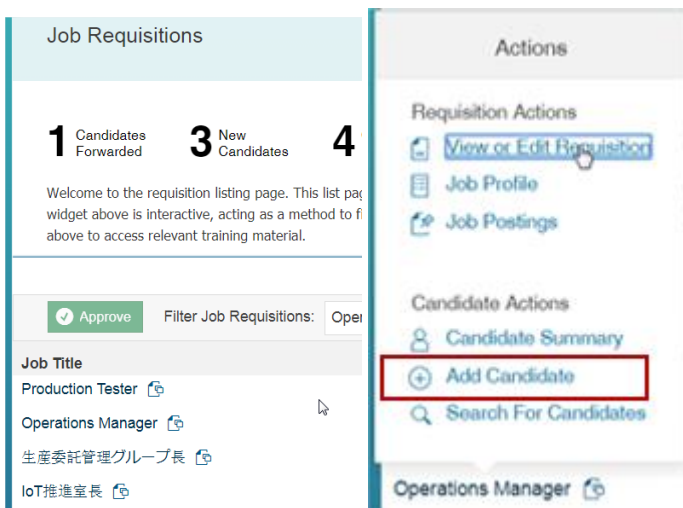 Job Requisitions
1 Candidates Forwarded
3 New Candidates
4
Welcome to the requisition listing page. This list pag
widget above is interactive, acting as a method to f
above to access relevant training material.
Approve
Filter Job Requisitions:
Oper
Job Title
Production Tester
Operations Manager
生産委託管理グループ長
IoT推進室長
Actions
Requisition Actions
View or Edit Requisition
Job Profile
Job Postings
Candidate Actions
Candidate Summary
Add Candidate
Search For Candidates
Operations Manager